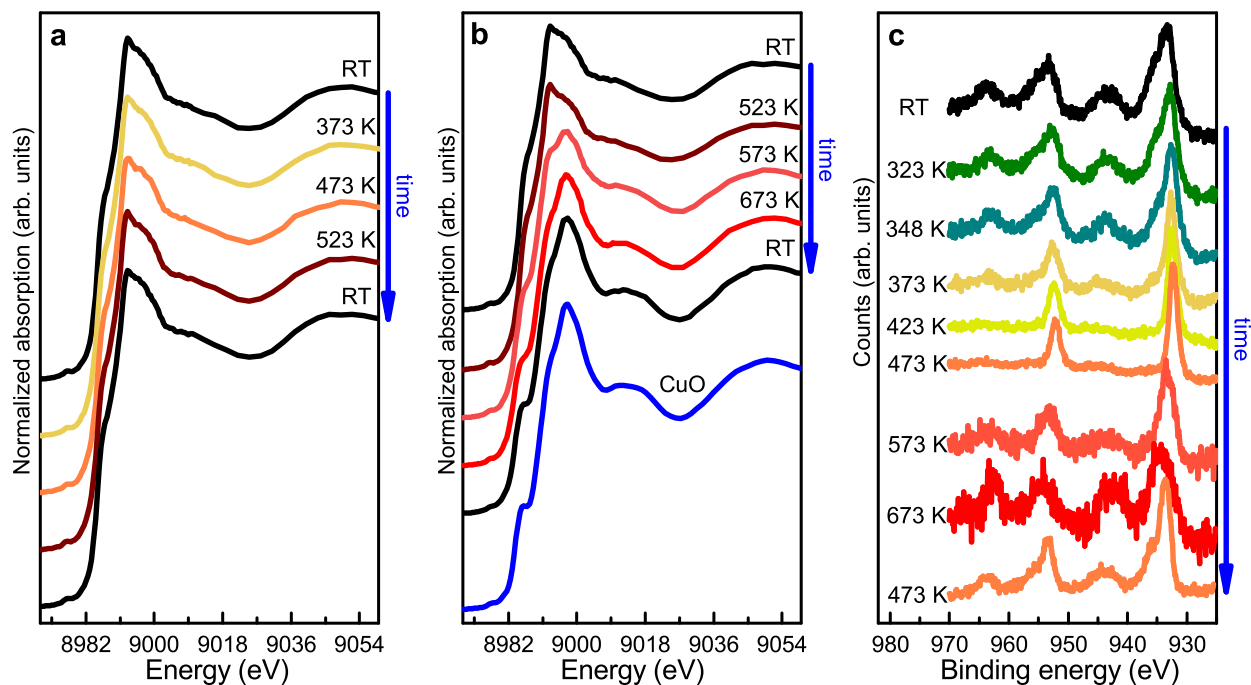 a
RT
373 K
473 K
523 K
RT
time
Normalized absorption (arb. units)
8982 9000 9018 9036 9054
Energy (eV)
b
RT
523 K
573 K
673 K
RT
CuO
time
Normalized absorption (arb. units)
8982 9000 9018 9036 9054
Energy (eV)
c
RT
323 K
348 K
373 K
423 K
473 K
573 K
673 K
473 K
time
Counts (arb. units)
980 970 960 950 940 930
Binding energy (eV)